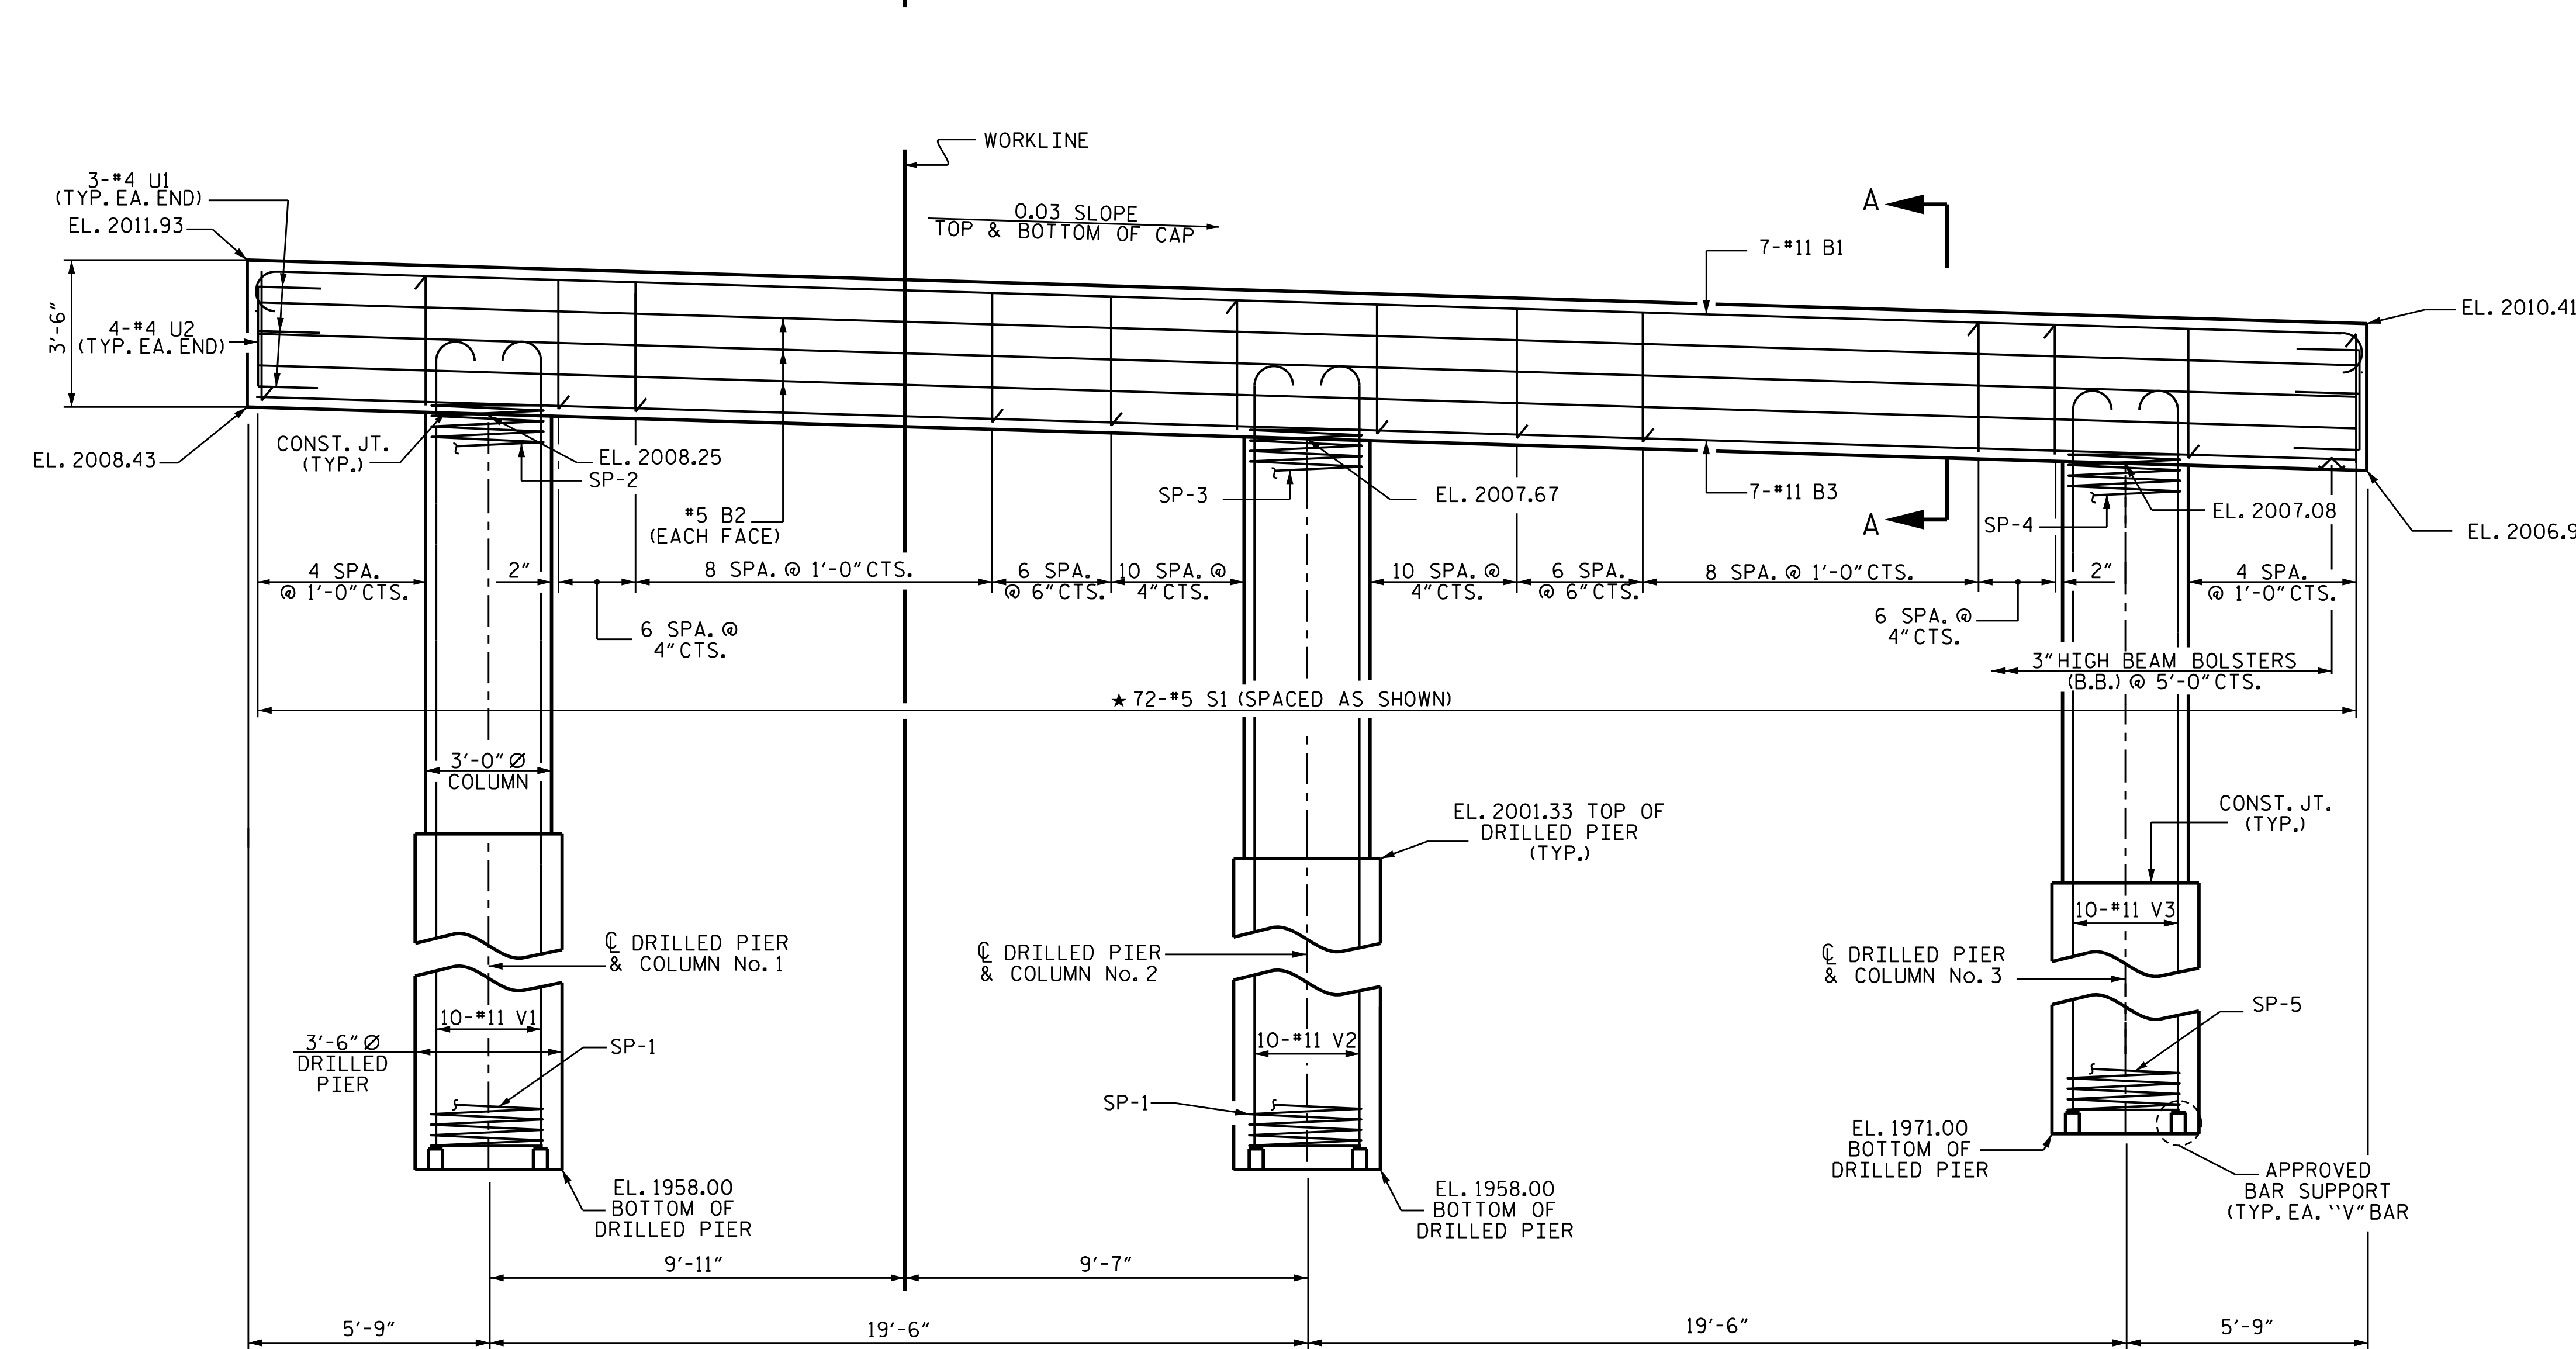 WORKLINE
3-#4 U1
(TYP. EA. END)
EL. 2011.93
0.03 SLOPE
TOP & BOTTOM OF CAP
A
7-#11 B1
EL. 2010.41
3'-6"
4-#4 U2
(TYP. EA. END)
EL. 2008.43
CONST. JT.
(TYP.)
EL. 2008.25
SP-2
#5 B2
(EACH FACE)
SP-3
EL. 2007.67
7-#11 B3
A
SP-4
EL. 2007.08
EL. 2006.9
4 SPA.
@ 1'-0" CTS.
2"
8 SPA. @ 1'-0" CTS.
6 SPA.
@ 6" CTS.
10 SPA. @
4" CTS.
10 SPA. @
4" CTS.
6 SPA.
@ 6" CTS.
8 SPA. @ 1'-0" CTS.
2"
4 SPA.
@ 1'-0" CTS.
6 SPA. @
4" CTS.
6 SPA. @
4" CTS.
3" HIGH BEAM BOLSTERS
(B.B.) @ 5'-0" CTS.
★ 72-#5 S1 (SPACED AS SHOWN)
3'-0" Ø
COLUMN
EL. 2001.33 TOP OF
DRILLED PIER
(TYP.)
CONST. JT.
(TYP.)
10-#11 V3
℄ DRILLED PIER
& COLUMN No. 1
℄ DRILLED PIER
& COLUMN No. 2
℄ DRILLED PIER
& COLUMN No. 3
SP-5
10-#11 V1
3'-6" Ø
DRILLED
PIER
SP-1
10-#11 V2
SP-1
EL. 1971.00
BOTTOM OF
DRILLED PIER
APPROVED
BAR SUPPORT
(TYP. EA. ''V" BAR
EL. 1958.00
BOTTOM OF
DRILLED PIER
EL. 1958.00
BOTTOM OF
DRILLED PIER
9'-11"
9'-7"
5'-9"
19'-6"
19'-6"
5'-9"